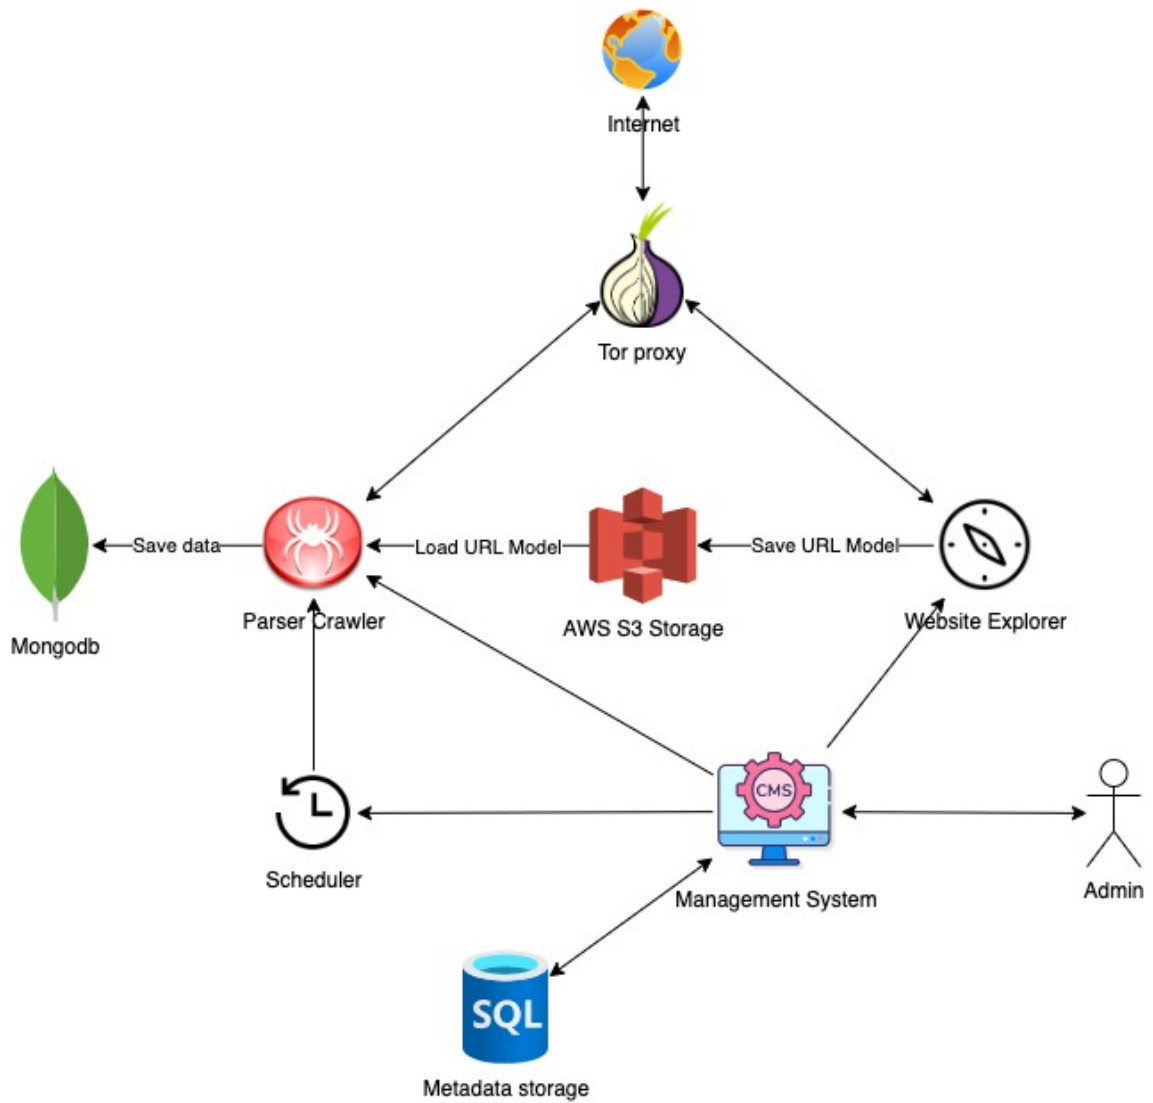 Internet
Tor proxy
Save data
Load URL Model
Save URL Model
Parser Crawler
AWS S3 Storage
Website Explorer
Mongodb
CMS
Scheduler
Management System
Admin
SQL
Metadata storage